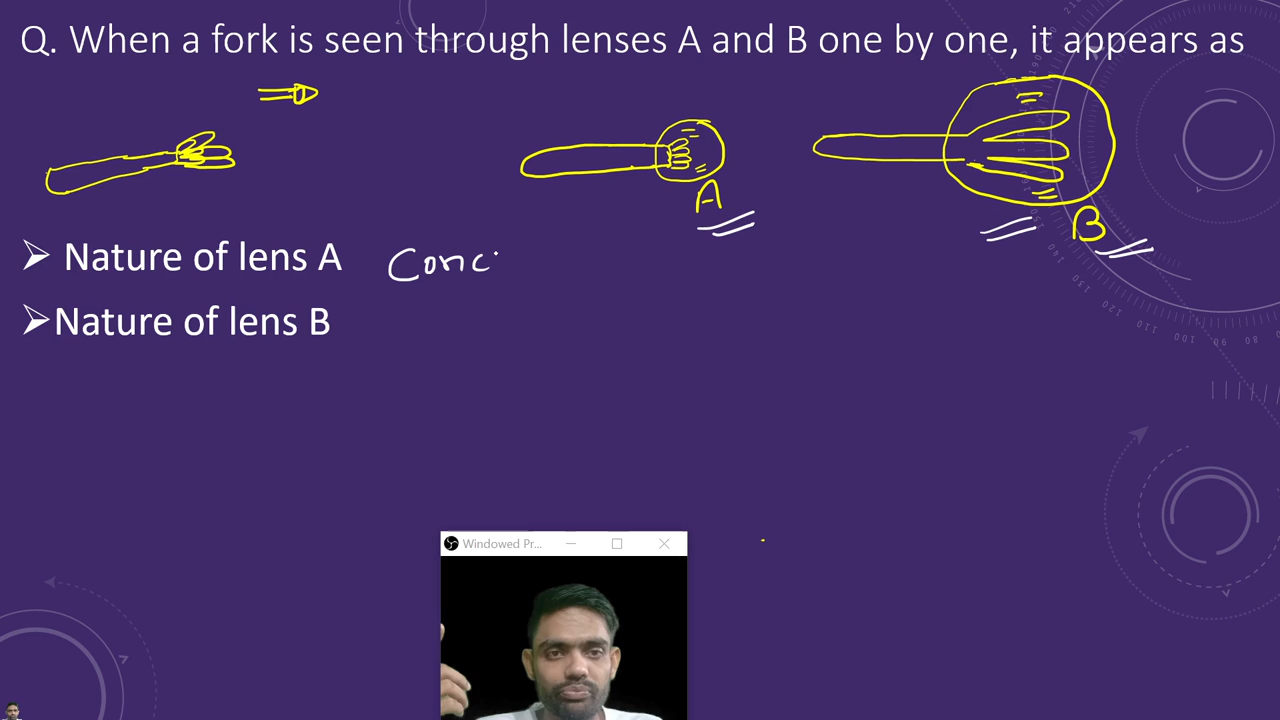 Q. When a fork is seen through lenses A and B one by one, it appears as
A
B
➢ Nature of lens A Conc
➢Nature of lens B
Windowed Pr...